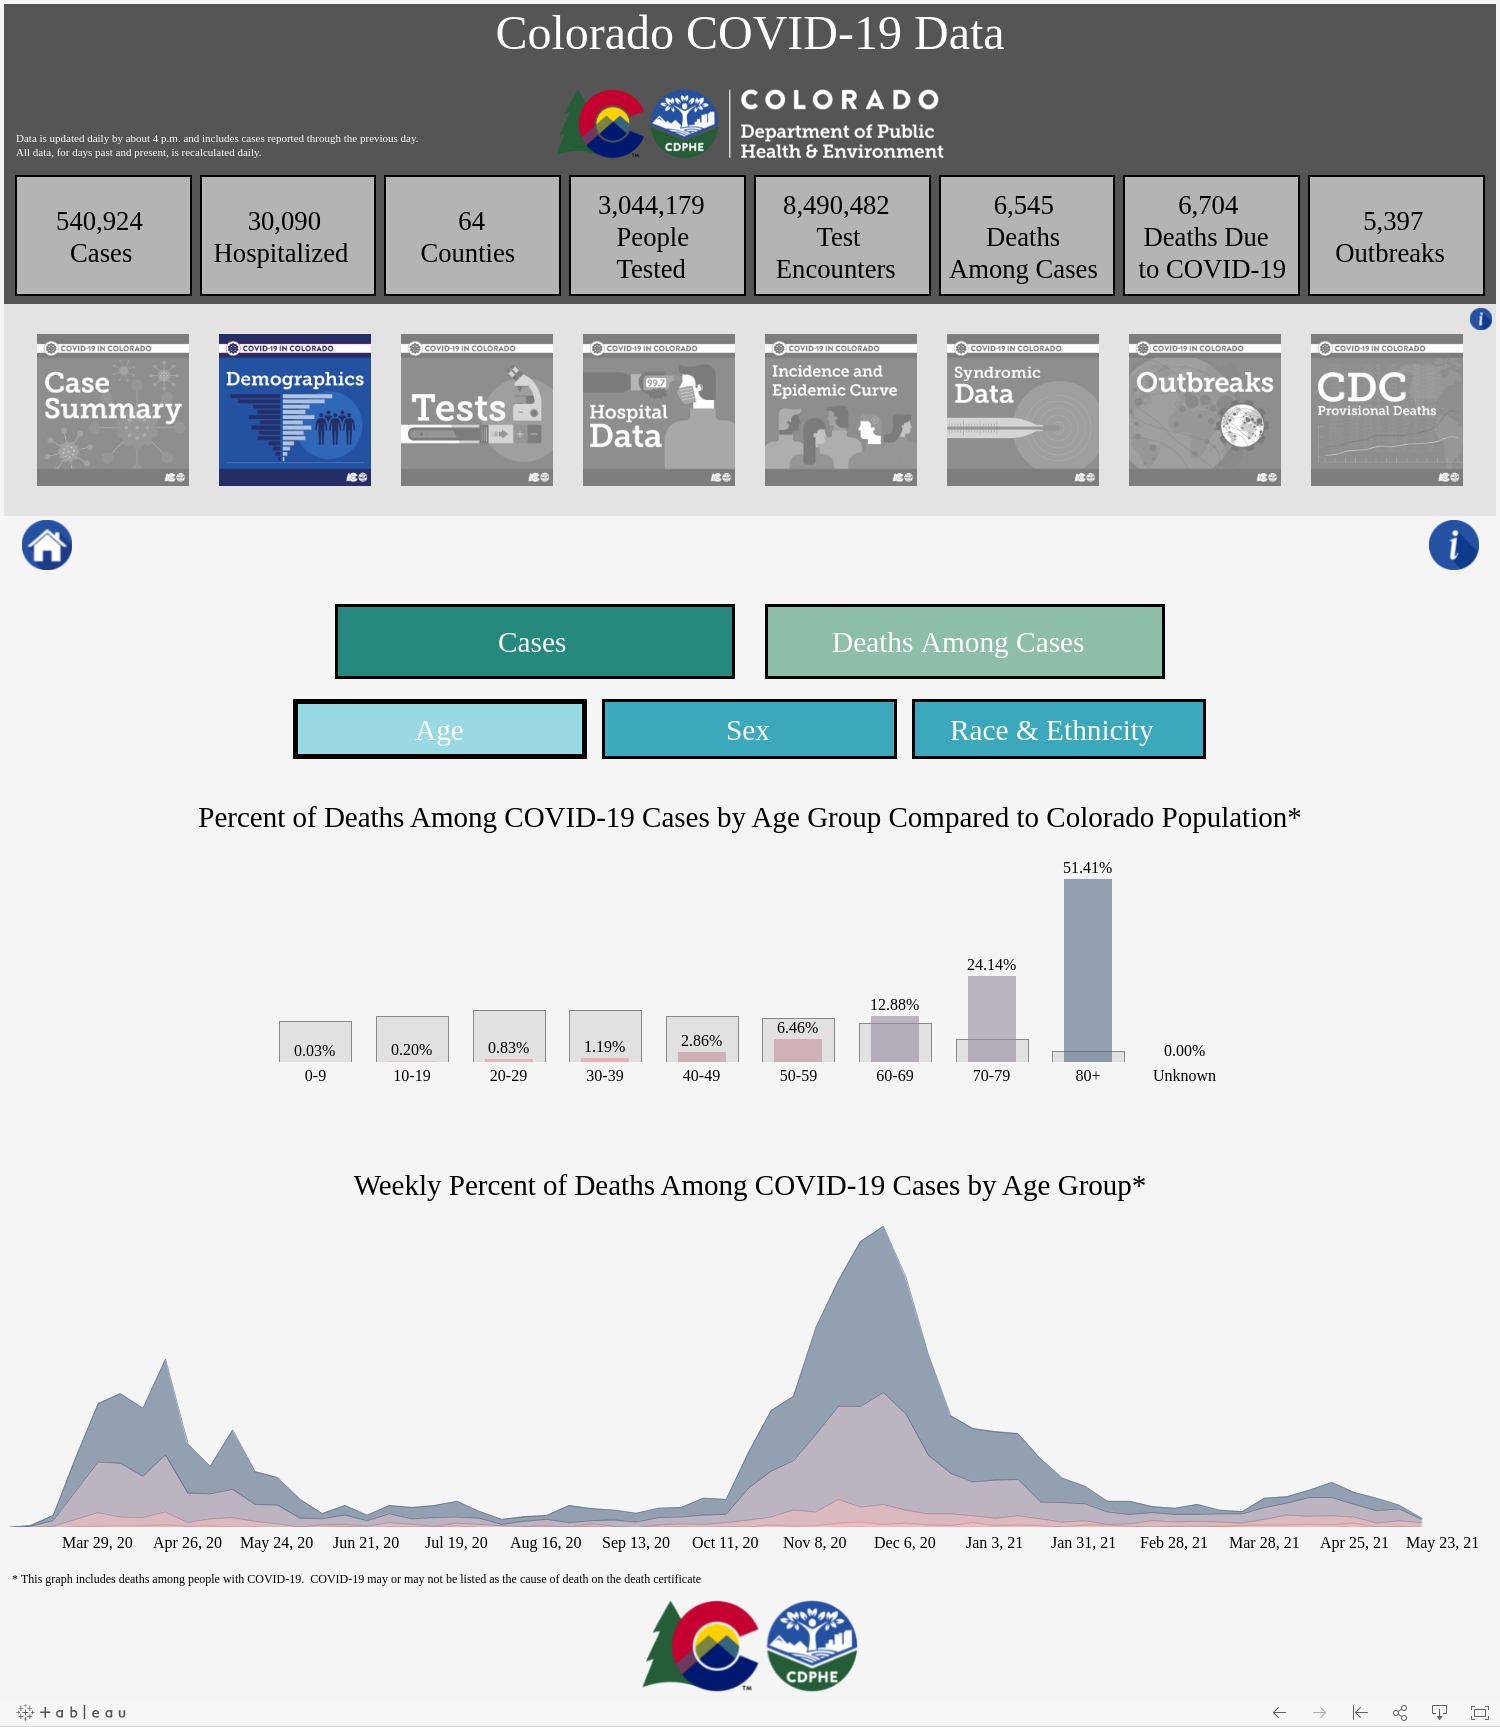 Colorado COVID-19 Data
COLORADO
Department of Public
Health & Environment
CDPHE
TM
Data is updated daily by about 4 p.m. and includes cases reported through the previous day.
All data, for days past and present, is recalculated daily.
540,924
Cases
30,090
Hospitalized
64
Counties
3,044,179
People
Tested
8,490,482
Test
Encounters
6,545
Deaths
Among Cases
6,704
Deaths Due
to COVID-19
5,397
Outbreaks
i
COVID-19 IN COLORADO
Case
Summary
COVID-19 IN COLORADO
Demographics
COVID-19 IN COLORADO
Tests
COVID-19 IN COLORADO
99.7
Hospital
Data
COVID-19 IN COLORADO
Incidence and
Epidemic Curve
COVID-19 IN COLORADO
Syndromic
Data
COVID-19 IN COLORADO
Outbreaks
COVID-19 IN COLORADO
CDC
Provisional Deaths
i
Cases
Deaths Among Cases
Age
Sex
Race & Ethnicity
Percent of Deaths Among COVID-19 Cases by Age Group Compared to Colorado Population*
51.41%
24.14%
12.88%
0.03% 0.20% 0.83% 1.19% 2.86% 6.46% 0.00%
0-9 10-19 20-29 30-39 40-49 50-59 60-69 70-79 80+ Unknown
Weekly Percent of Deaths Among COVID-19 Cases by Age Group*
Mar 29, 20 Apr 26, 20 May 24, 20 Jun 21, 20 Jul 19, 20 Aug 16, 20 Sep 13, 20 Oct 11, 20 Nov 8, 20 Dec 6, 20 Jan 3, 21 Jan 31, 21 Feb 28, 21 Mar 28, 21 Apr 25, 21 May 23, 21
* This graph includes deaths among people with COVID-19. COVID-19 may or may not be listed as the cause of death on the death certificate
TM
CDPHE
+ableau